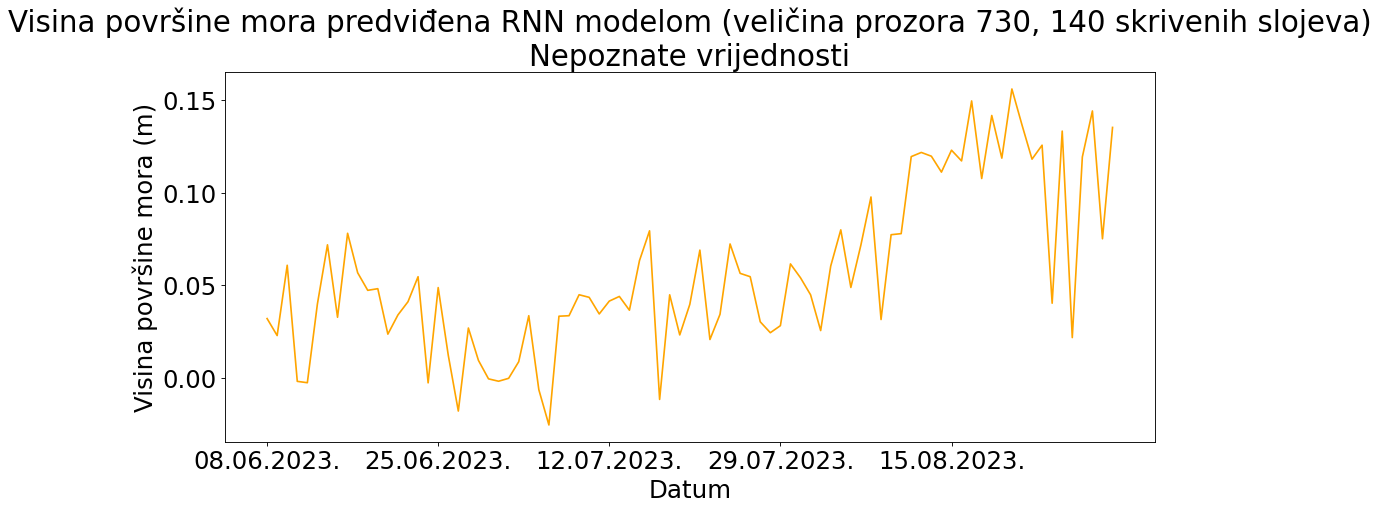 Visina površine mora predviđena RNN modelom (veličina prozora 730, 140 skrivenih slojeva)
Nepoznate vrijednosti
Visina površine mora (m)
0.15
0.10
0.05
0.00
08.06.2023. 25.06.2023. 12.07.2023. 29.07.2023. 15.08.2023.
Datum